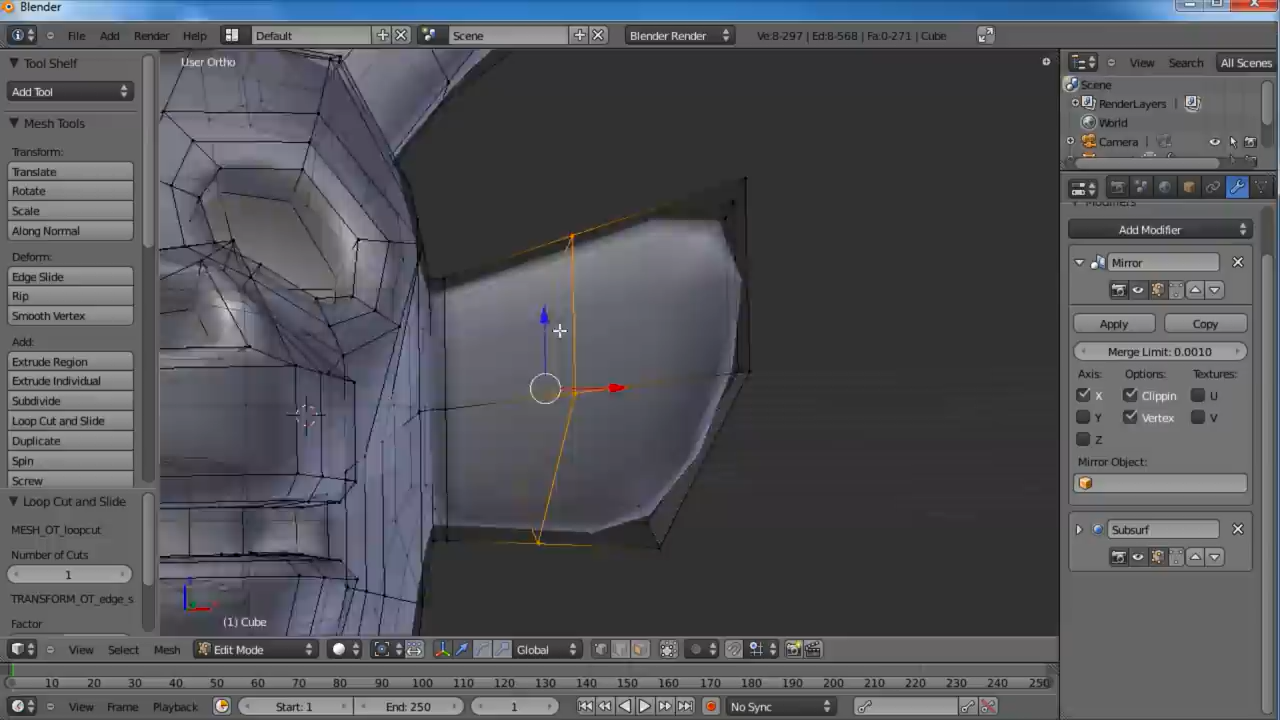 Blender
File Add Render Help Default Scene Blender Render Ve:8-297 | Ed:8-568 | Fa:0-271 | Cube
Tool Shelf
Add Tool
Mesh Tools
Transform:
Translate
Rotate
Scale
Along Normal
Deform:
Edge Slide
Rip
Smooth Vertex
Add:
Extrude Region
Extrude Individual
Subdivide
Loop Cut and Slide
Duplicate
Spin
Screw
Loop Cut and Slide
MESH_OT_loopcut
Number of Cuts
1
TRANSFORM_OT_edge_s
Factor
User Ortho
(1) Cube
View Select Mesh Edit Mode Global
View Search All Scenes
Scene
RenderLayers
World
Camera
Modifiers
Add Modifier
Mirror
Apply Copy
Merge Limit: 0.0010
Axis: Options: Textures:
X Clippin U
Y Vertex V
Z
Mirror Object:
Subsurf
10 20 30 40 50 60 70 80 90 100 110 120 130 140 150 160 170 180 190 200 210 220 230 240 250
View Frame Playback Start: 1 End: 250 1 No Sync